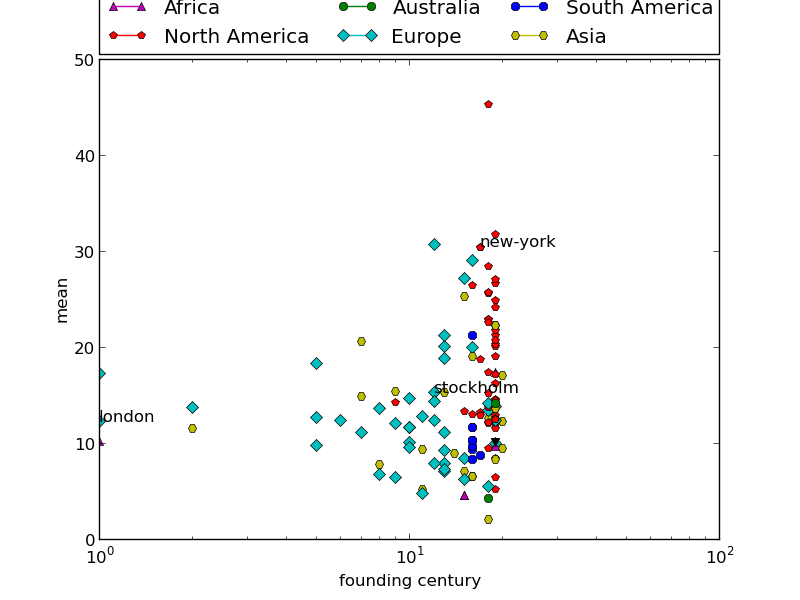 Africa Australia South America
North America Europe Asia
50
40
30
20
10
0
mean
new-york
stockholm
london
10^0 10^1 10^2
founding century